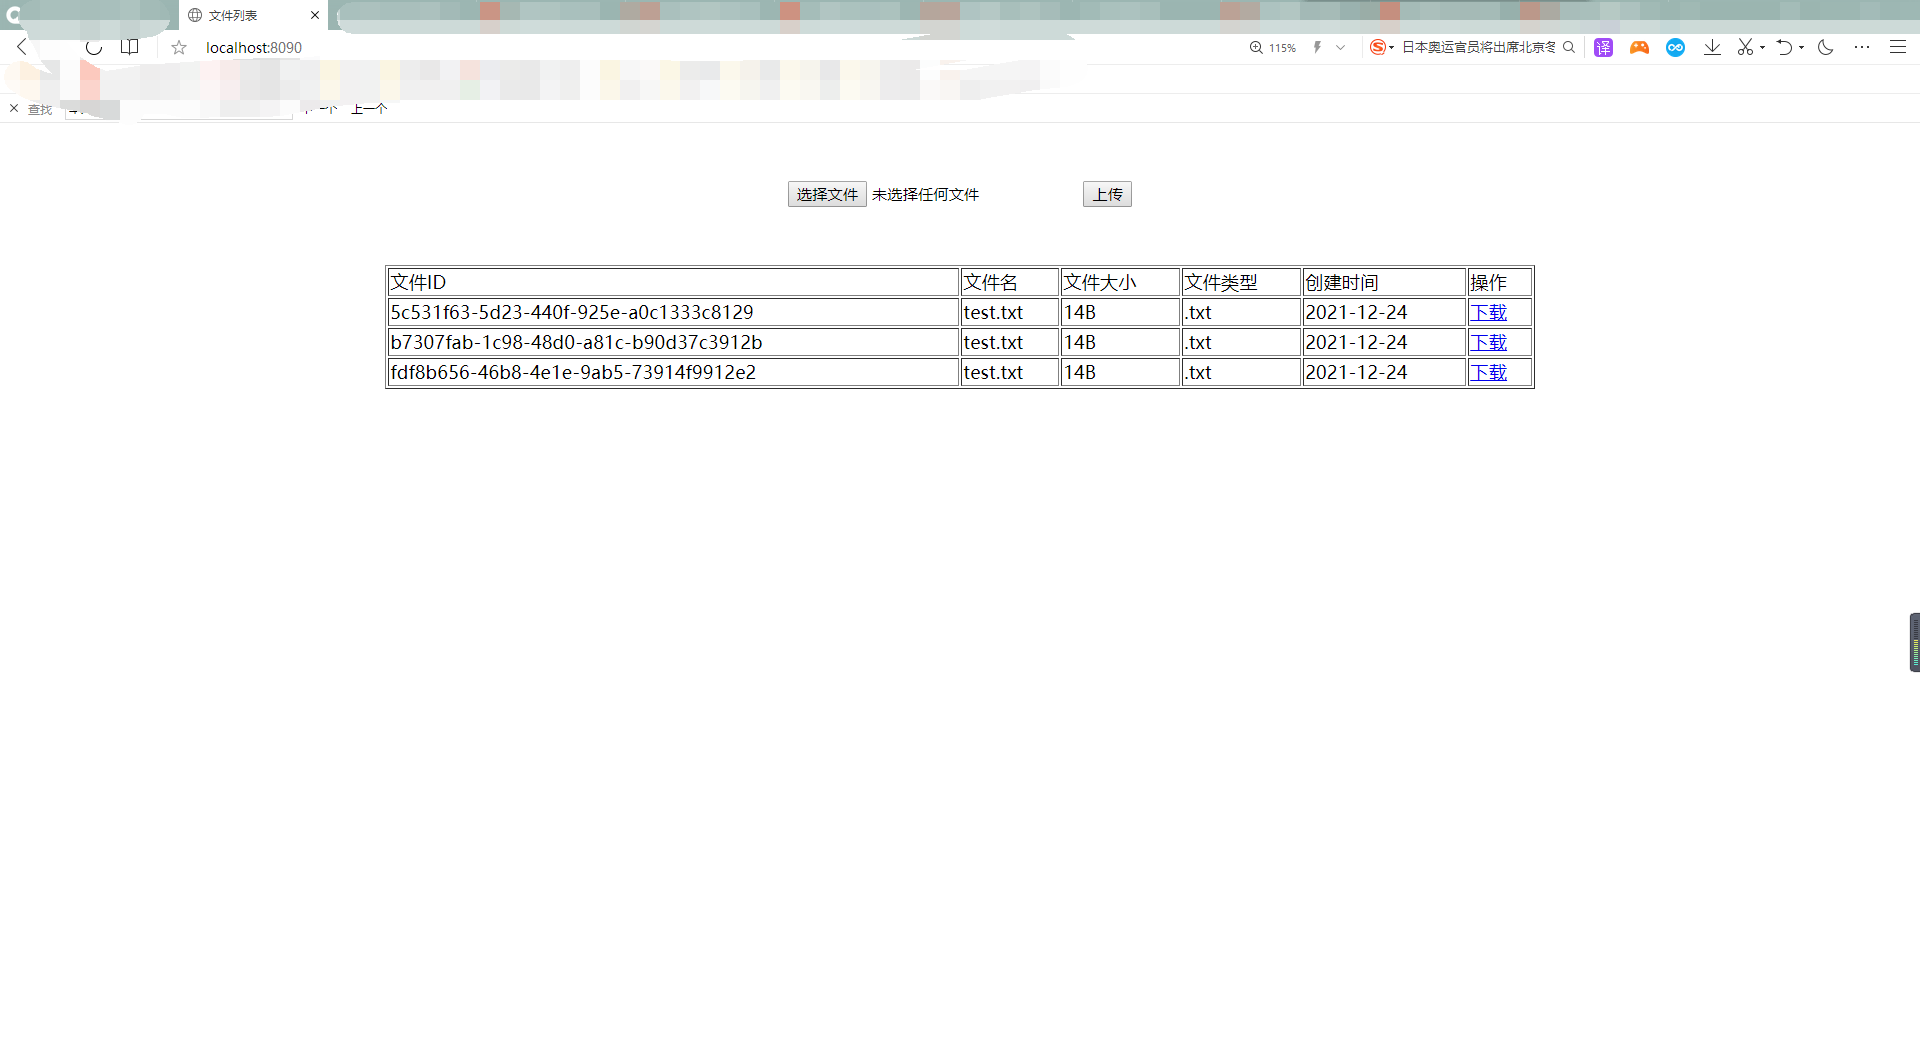 文件列表
localhost:8090
115%
日本奥运官员将出席北京冬
译
查找
上一个
选择文件 未选择任何文件 上传
文件ID 文件名 文件大小 文件类型 创建时间 操作
5c531f63-5d23-440f-925e-a0c1333c8129 test.txt 14B .txt 2021-12-24 下载
b7307fab-1c98-48d0-a81c-b90d37c3912b test.txt 14B .txt 2021-12-24 下载
fdf8b656-46b8-4e1e-9ab5-73914f9912e2 test.txt 14B .txt 2021-12-24 下载